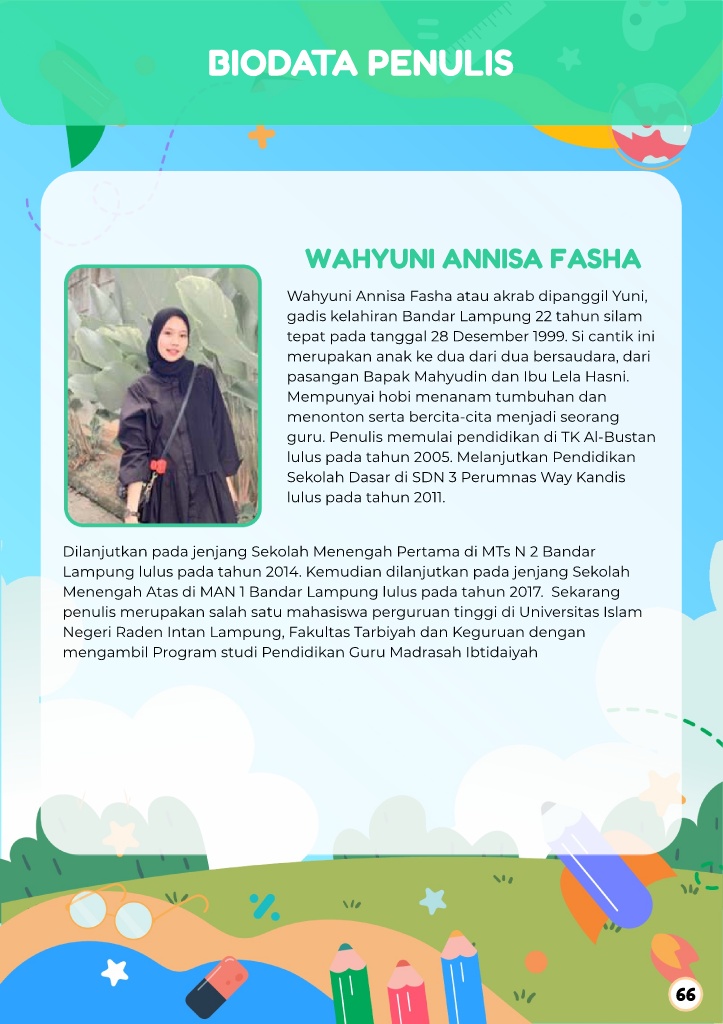 BIODATA PENULIS
WAHYUNI ANNISA FASHA
Wahyuni Annisa Fasha atau akrab dipanggil Yuni,
gadis kelahiran Bandar Lampung 22 tahun silam
tepat pada tanggal 28 Desember 1999. Si cantik ini
merupakan anak ke dua dari dua bersaudara, dari
pasangan Bapak Mahyudin dan Ibu Lela Hasni.
Mempunyai hobi menanam tumbuhan dan
menonton serta bercita-cita menjadi seorang
guru. Penulis memulai pendidikan di TK Al-Bustan
lulus pada tahun 2005. Melanjutkan Pendidikan
Sekolah Dasar di SDN 3 Perumnas Way Kandis
lulus pada tahun 2011.
Dilanjutkan pada jenjang Sekolah Menengah Pertama di MTs N 2 Bandar
Lampung lulus pada tahun 2014. Kemudian dilanjutkan pada jenjang Sekolah
Menengah Atas di MAN 1 Bandar Lampung lulus pada tahun 2017. Sekarang
penulis merupakan salah satu mahasiswa perguruan tinggi di Universitas Islam
Negeri Raden Intan Lampung, Fakultas Tarbiyah dan Keguruan dengan
mengambil Program studi Pendidikan Guru Madrasah Ibtidaiyah
66